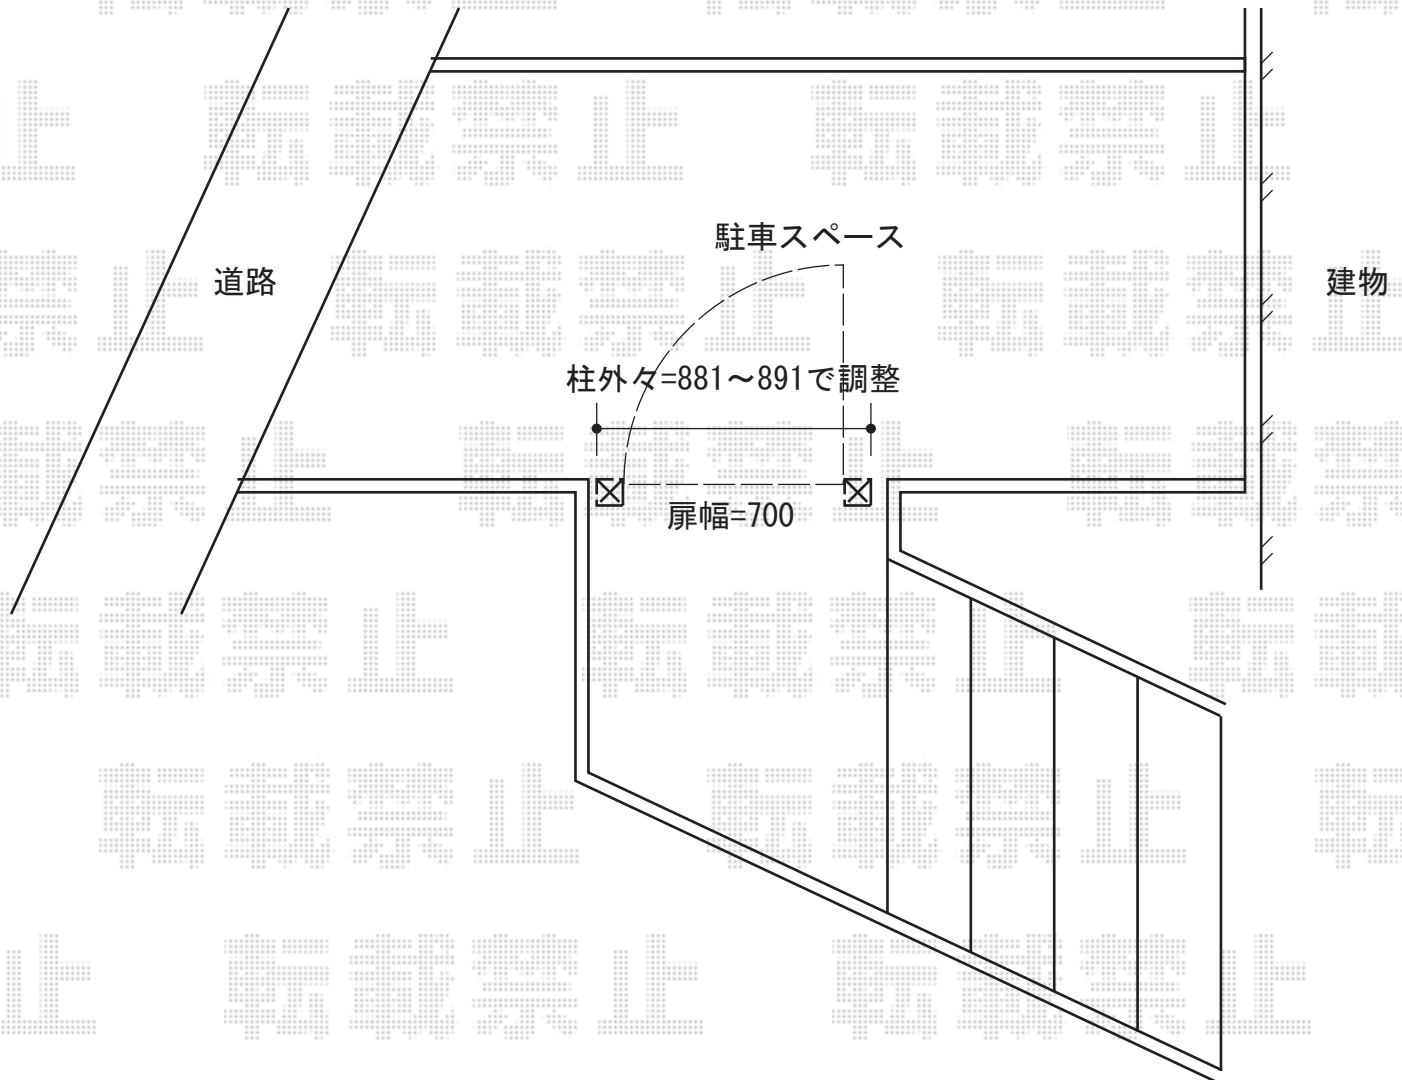 駐車スペース
道路
建物
柱外々=881～891で調整
扉幅=700
転載禁止